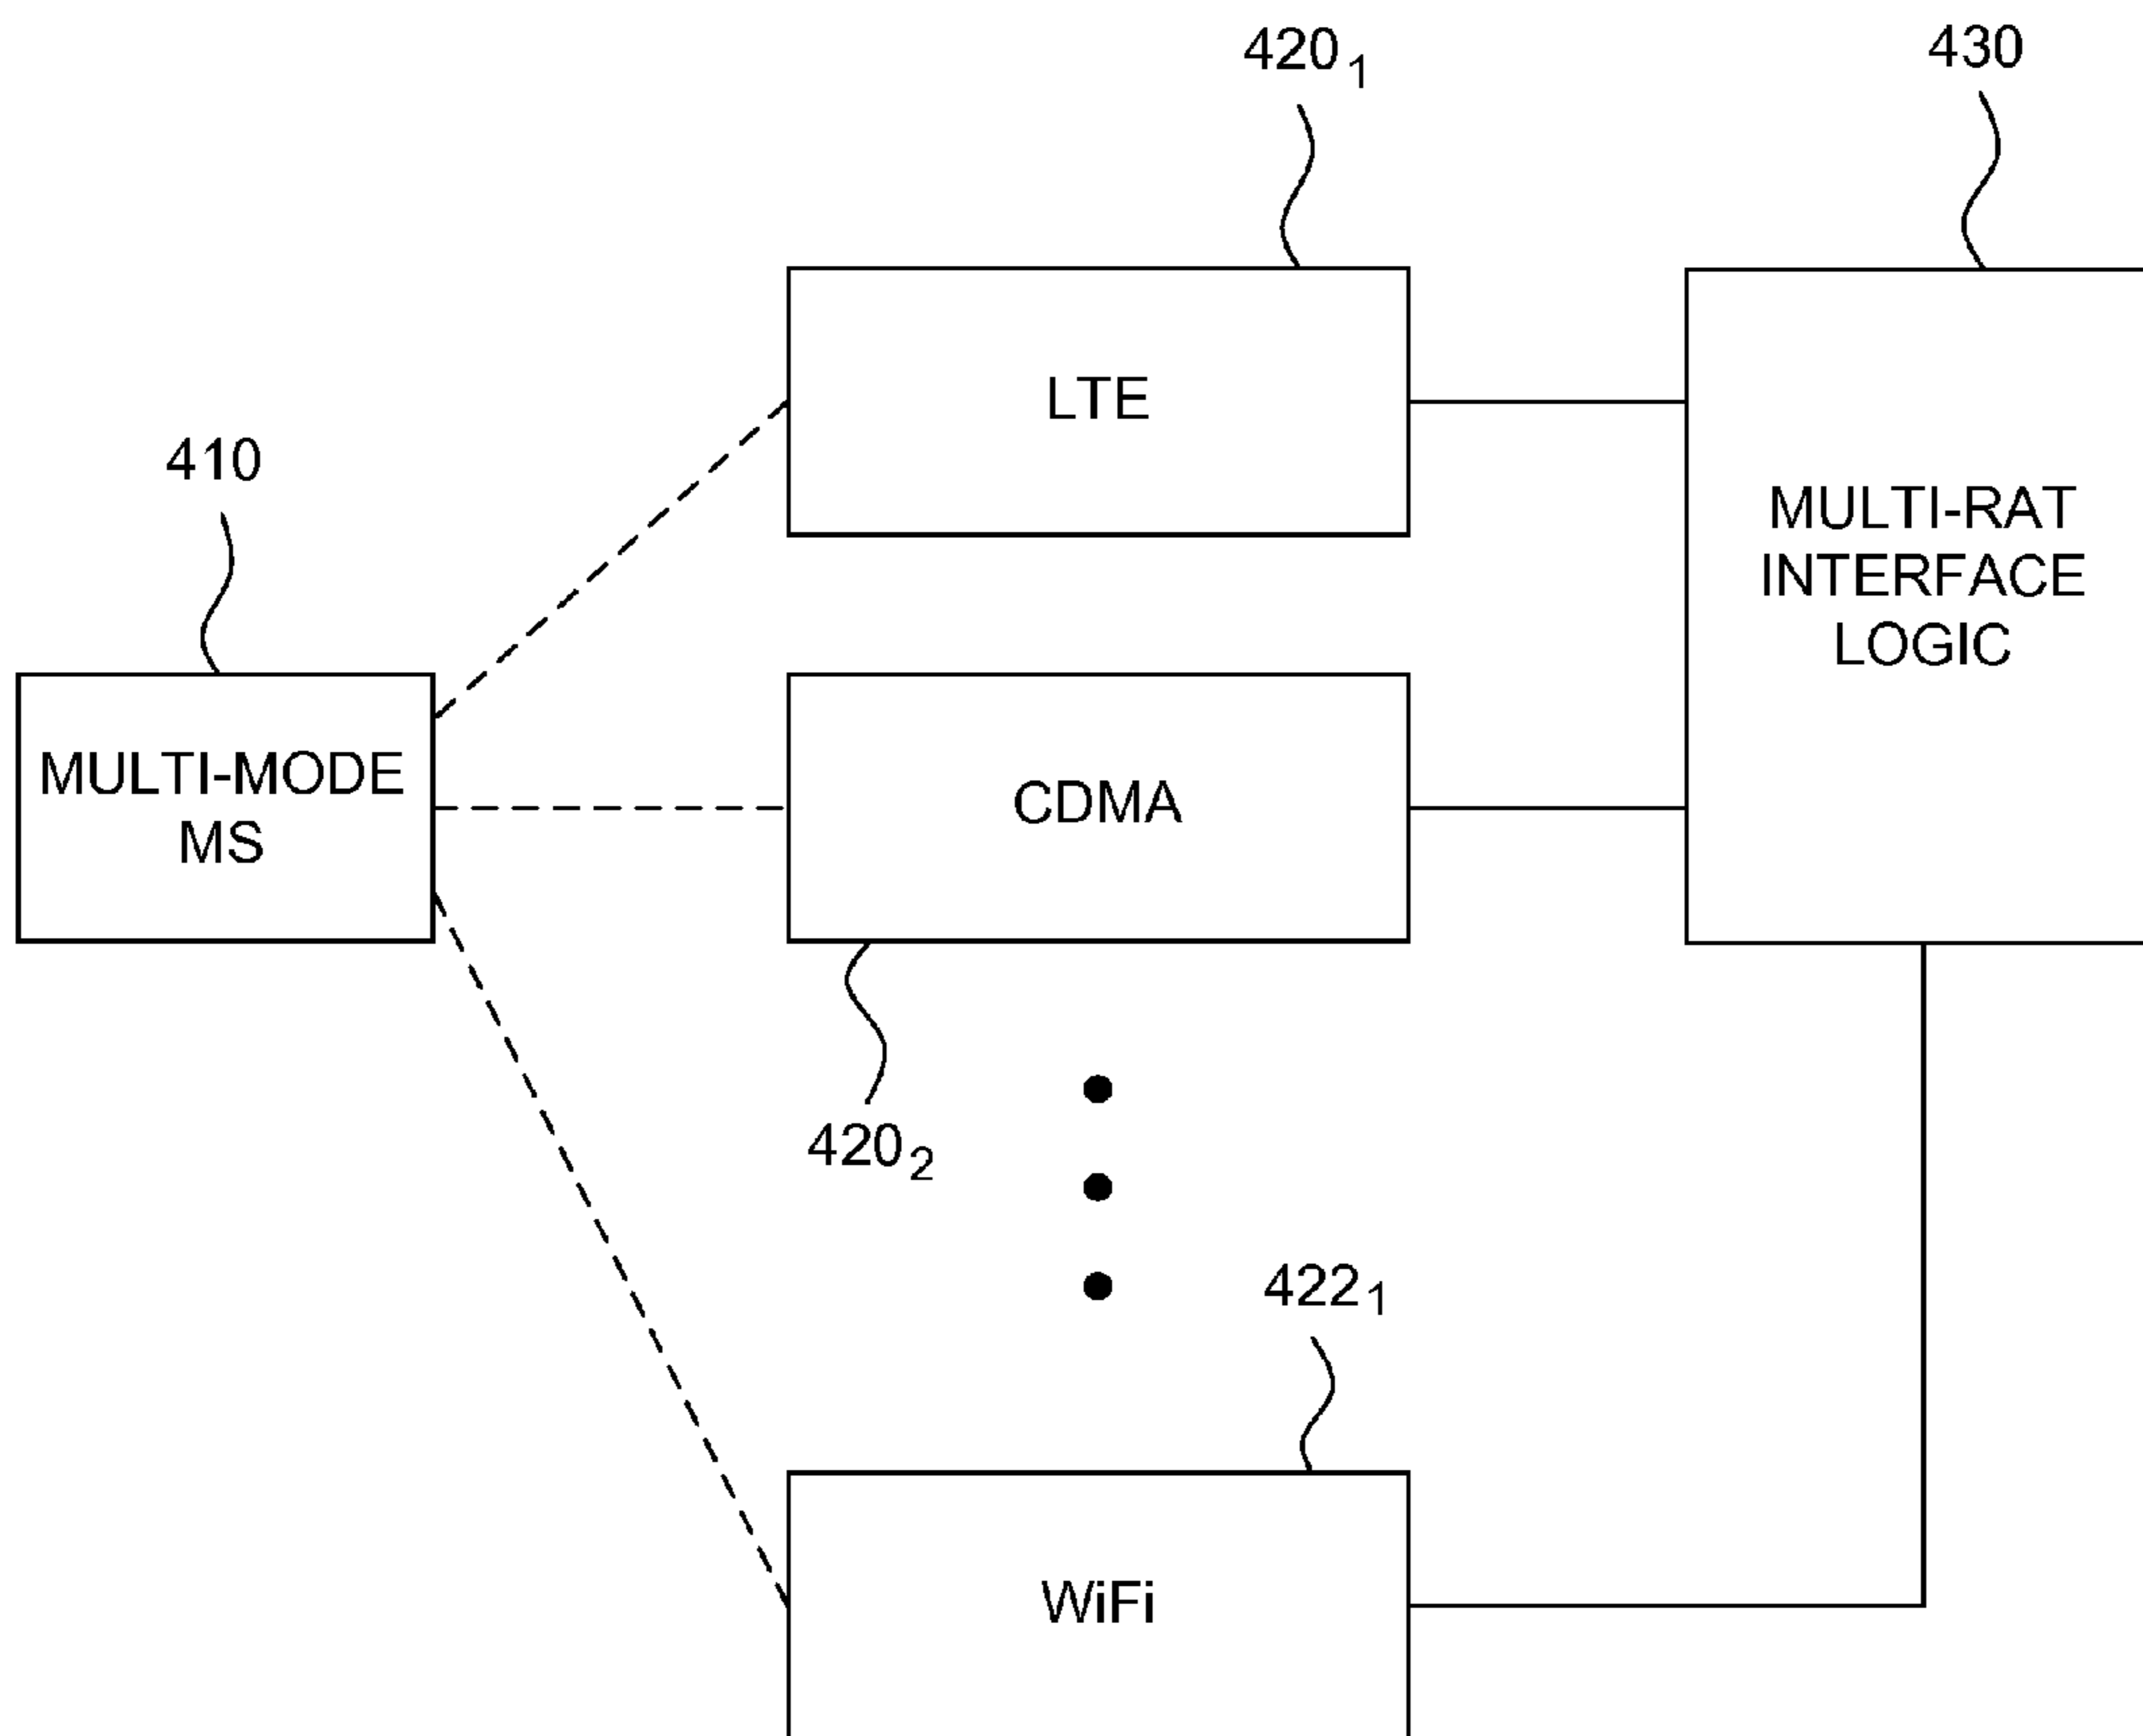 420₁
430
LTE
410
MULTI-RAT
INTERFACE
LOGIC
MULTI-MODE
MS
CDMA
420₂
422₁
WiFi